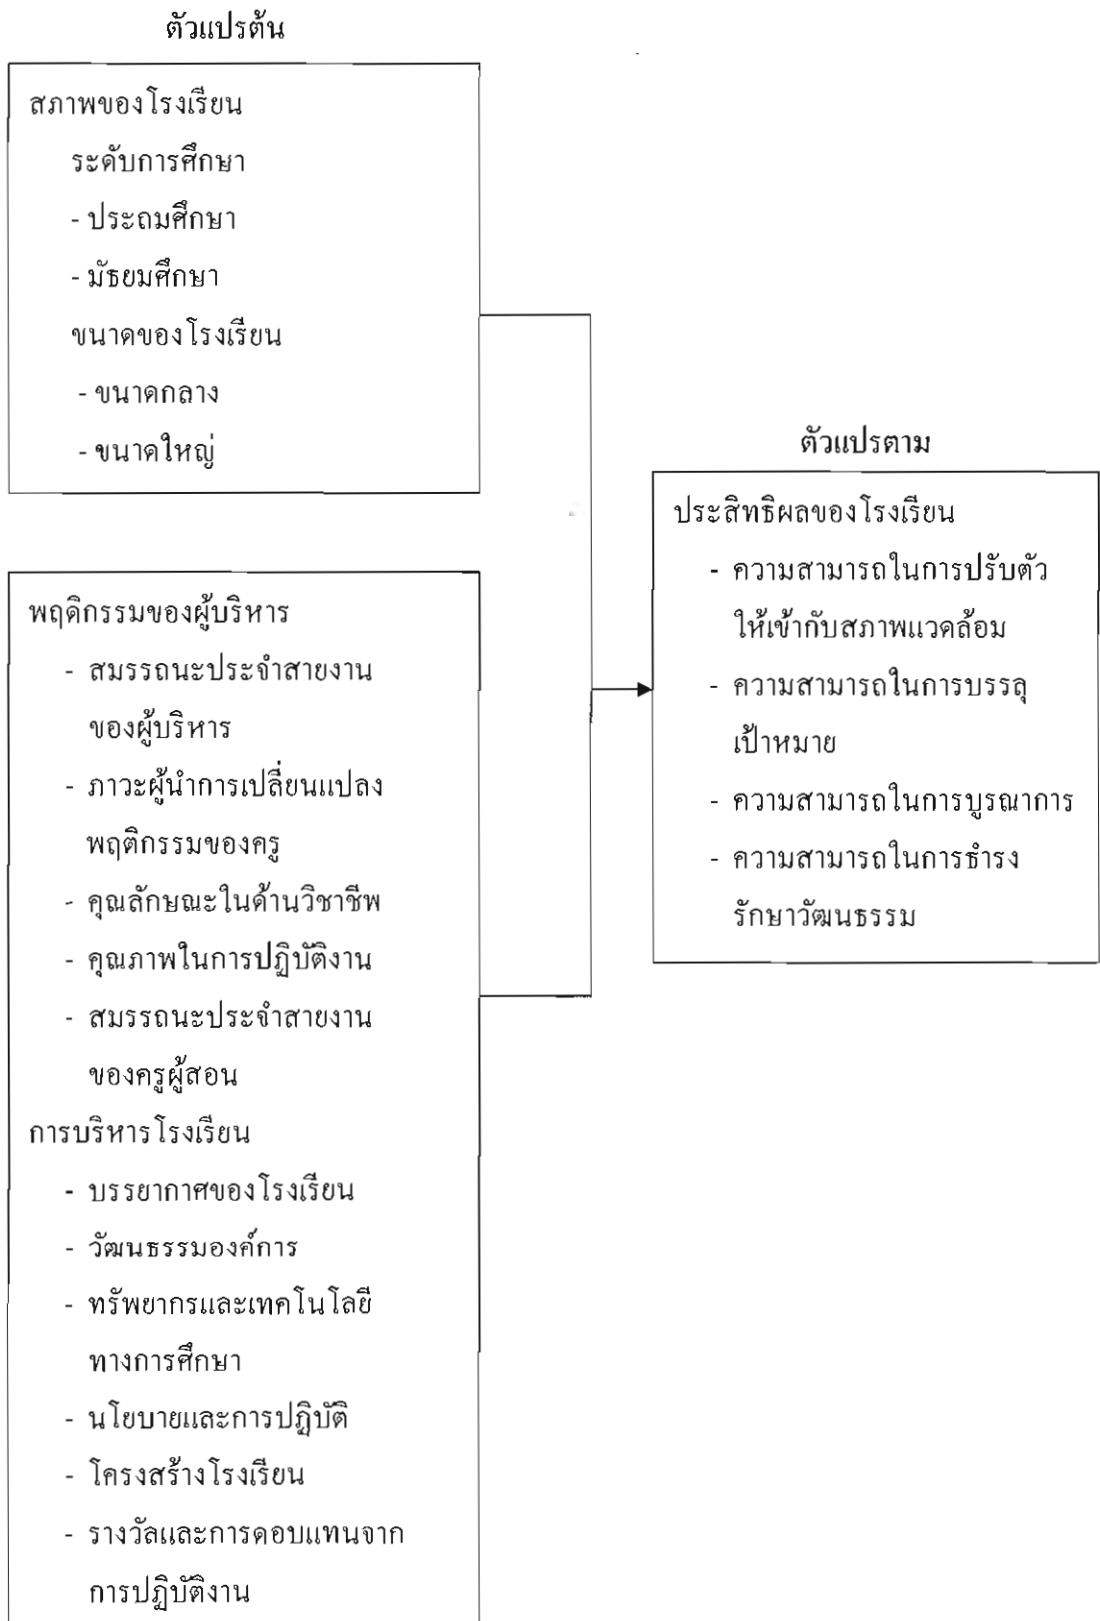 ตัวแปรต้น
สภาพของโรงเรียน
ระดับการศึกษา
- ประถมศึกษา
- มัธยมศึกษา
ขนาดของโรงเรียน
- ขนาดกลาง
- ขนาดใหญ่
พฤติกรรมของผู้บริหาร
- สมรรถนะประจำสายงาน
ของผู้บริหาร
- ภาวะผู้นำการเปลี่ยนแปลง
พฤติกรรมของครู
- คุณลักษณะในด้านวิชาชีพ
- คุณภาพในการปฏิบัติงาน
- สมรรถนะประจำสายงาน
ของครูผู้สอน
การบริหารโรงเรียน
- บรรยากาศของโรงเรียน
- วัฒนธรรมองค์การ
- ทรัพยากรและเทคโนโลยี
ทางการศึกษา
- นโยบายและการปฏิบัติ
- โครงสร้างโรงเรียน
- รางวัลและการตอบแทนจาก
การปฏิบัติงาน
ตัวแปรตาม
ประสิทธิผลของโรงเรียน
- ความสามารถในการปรับตัว
ให้เข้ากับสภาพแวดล้อม
- ความสามารถในการบรรลุ
เป้าหมาย
- ความสามารถในการบูรณาการ
- ความสามารถในการธำรง
รักษาวัฒนธรรม